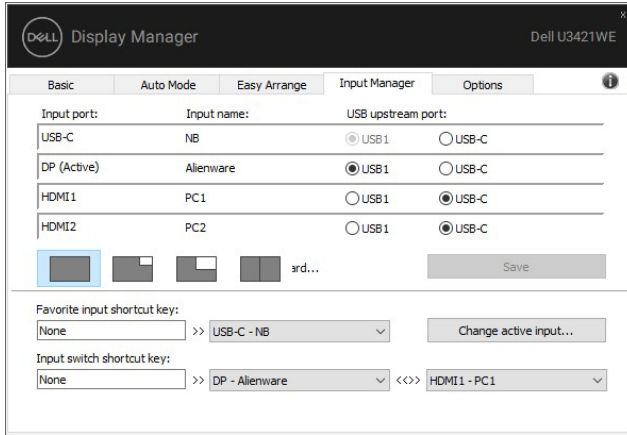 DELL Display Manager Dell U3421WE
x
Basic Auto Mode Easy Arrange Input Manager Options i
Input port: Input name: USB upstream port:
USB-C NB USB1 USB-C
DP (Active) Alienware USB1 USB-C
HDMI1 PC1 USB1 USB-C
HDMI2 PC2 USB1 USB-C
ard... Save
Favorite input shortcut key:
None >> USB-C - NB Change active input...
Input switch shortcut key:
None >> DP - Alienware <<>> HDMI1 - PC1